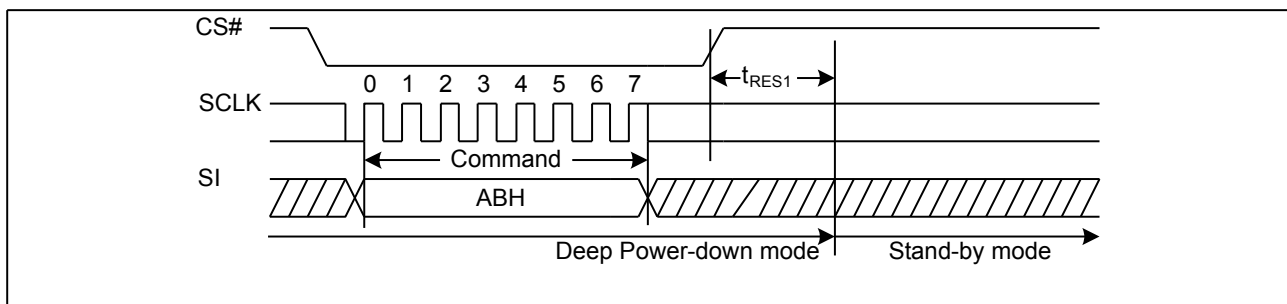 CS#
tRES1
0 1 2 3 4 5 6 7
SCLK
Command
SI
ABH
Deep Power-down mode Stand-by mode